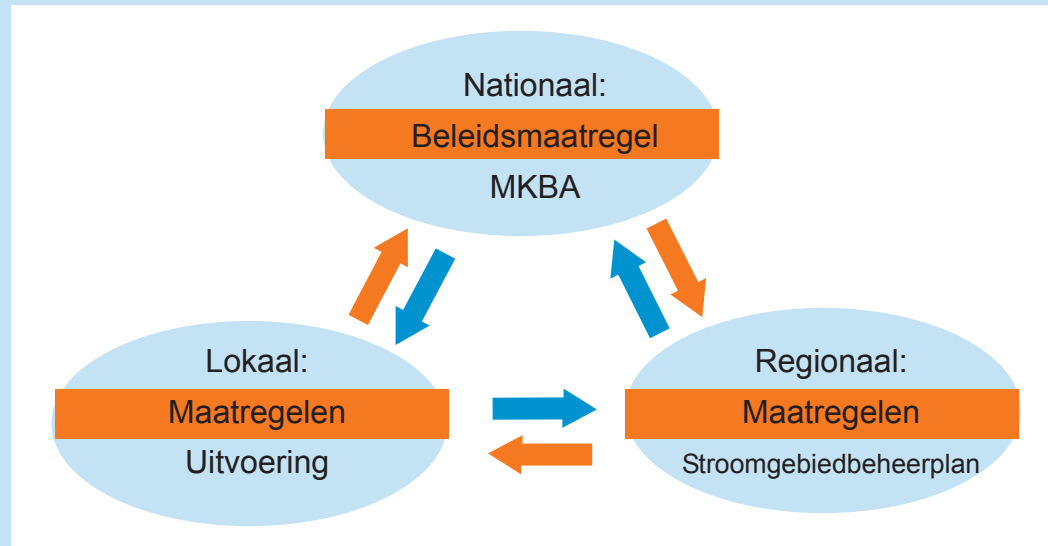 Nationaal:
Beleidsmaatregel
MKBA
Lokaal:
Maatregelen
Uitvoering
Regionaal:
Maatregelen
Stroomgebiedbeheerplan